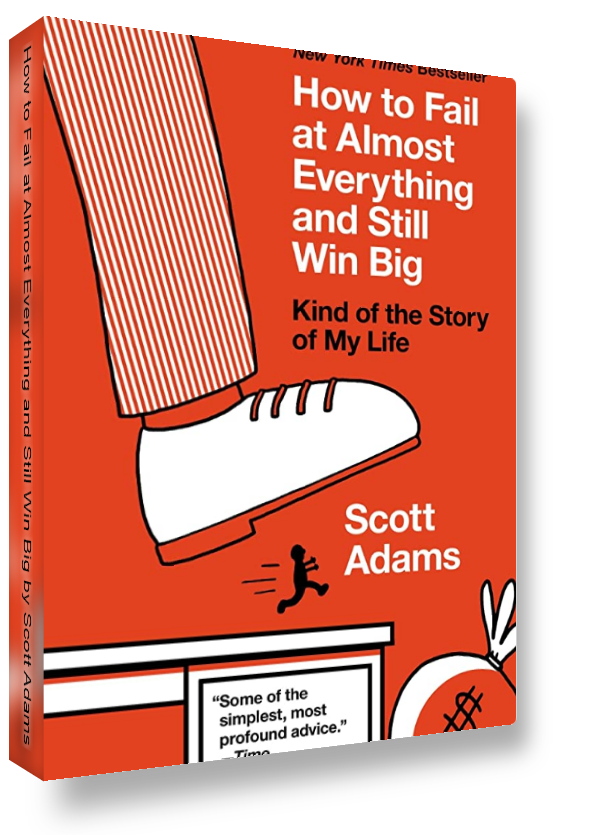 How to Fail at Almost Everything and Still Win Big by Scott Adams
New York Times Bestseller
How to Fail
at Almost
Everything
and Still
Win Big
Kind of the Story
of My Life
Scott
Adams
“Some of the
simplest, most
profound advice.”
—Time
$